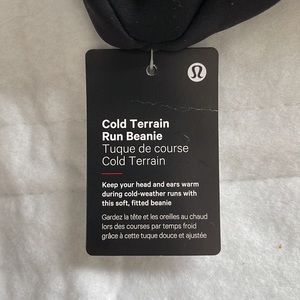 Cold Terrain
Run Beanie
Tuque de course
Cold Terrain
Keep your head and ears warm
during cold-weather runs with
this soft, fitted beanie
Gardez la tête et les oreilles au chaud
lors des courses par temps froid
grâce à cette tuque douce et ajustée